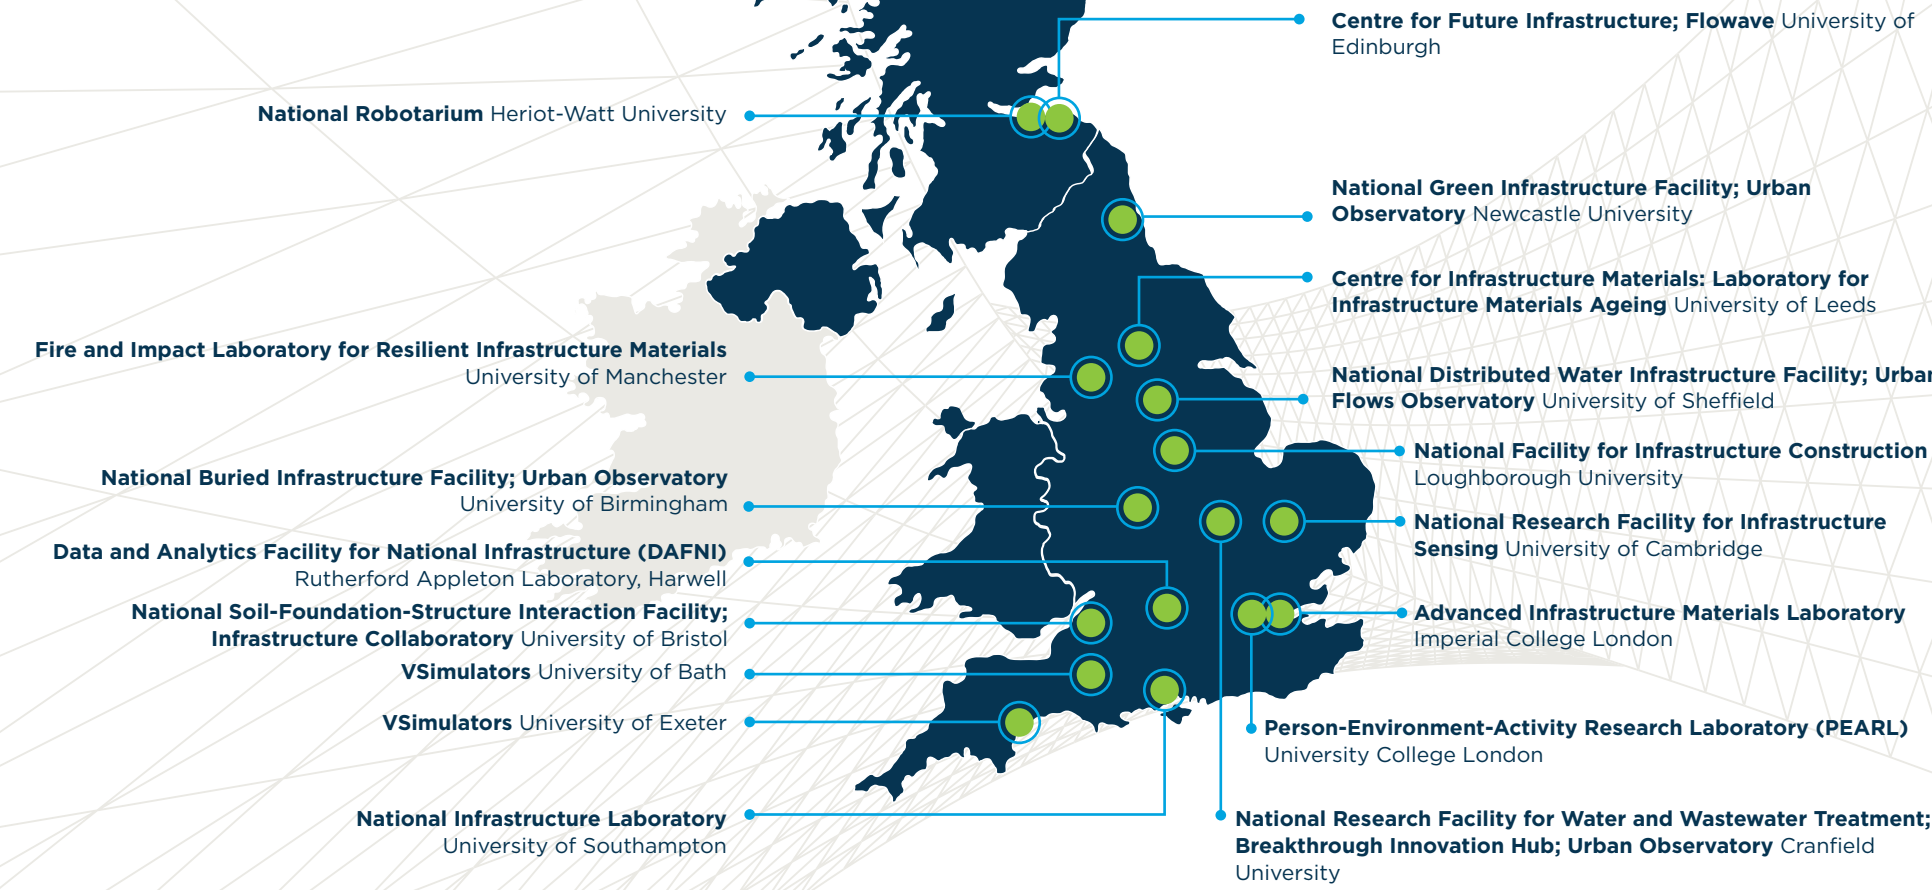 Centre for Future Infrastructure; Flowave University of
Edinburgh
National Robotarium Heriot-Watt University
National Green Infrastructure Facility; Urban
Observatory Newcastle University
Centre for Infrastructure Materials: Laboratory for
Infrastructure Materials Ageing University of Leeds
Fire and Impact Laboratory for Resilient Infrastructure Materials
University of Manchester
National Distributed Water Infrastructure Facility; Urban
Flows Observatory University of Sheffield
National Facility for Infrastructure Construction
Loughborough University
National Buried Infrastructure Facility; Urban Observatory
University of Birmingham
National Research Facility for Infrastructure
Sensing University of Cambridge
Data and Analytics Facility for National Infrastructure (DAFNI)
Rutherford Appleton Laboratory, Harwell
National Soil-Foundation-Structure Interaction Facility;
Infrastructure Collaboratory University of Bristol
Advanced Infrastructure Materials Laboratory
Imperial College London
VSimulators University of Bath
VSimulators University of Exeter
Person-Environment-Activity Research Laboratory (PEARL)
University College London
National Infrastructure Laboratory
University of Southampton
National Research Facility for Water and Wastewater Treatment;
Breakthrough Innovation Hub; Urban Observatory Cranfield
University